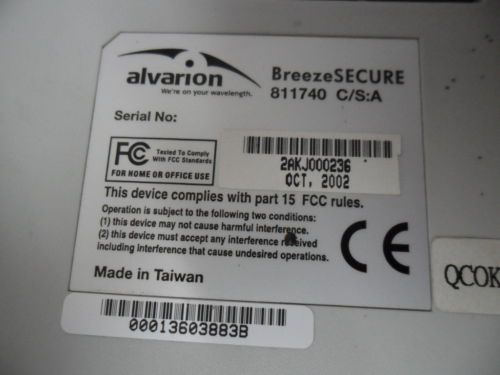 alvarion
We're on your wavelength.
BreezeSECURE
811740 C/S:A
Serial No:
FC Tested To Comply
With FCC Standards
FOR HOME OR OFFICE USE
2AKJ000236
OCT, 2002
This device complies with part 15 FCC rules.
Operation is subject to the following two conditions:
(1) this device may not cause harmful interference.
(2) this device must accept any interference received
including interference that cause undesired operations.
CE
Made in Taiwan
QCOK
00013603883B